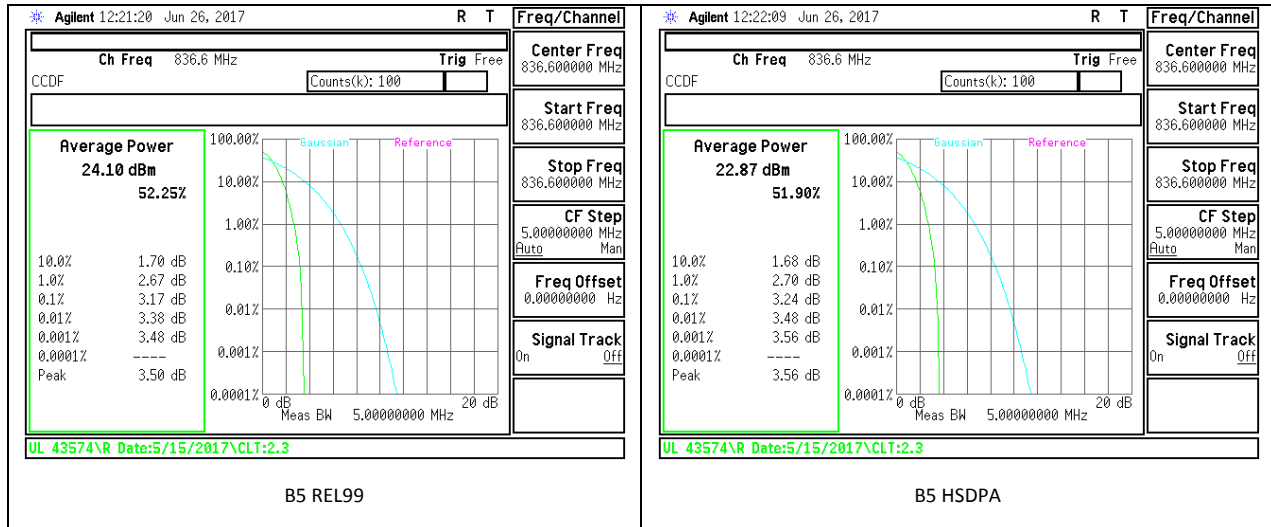 Agilent 12:21:20 Jun 26, 2017 R T
Freq/Channel
Ch Freq 836.6 MHz Trig Free
CCDF Counts(k): 100
Average Power
24.10 dBm
52.25%
10.0% 1.70 dB
1.0% 2.67 dB
0.1% 3.17 dB
0.01% 3.38 dB
0.001% 3.48 dB
0.0001% ----
Peak 3.50 dB
Gaussian Reference
100.00%
10.00%
1.00%
0.10%
0.01%
0.001%
0.0001%
0 dB 20 dB
Meas BW 5.00000000 MHz
Center Freq
836.600000 MHz
Start Freq
836.600000 MHz
Stop Freq
836.600000 MHz
CF Step
5.00000000 MHz
Auto Man
Freq Offset
0.00000000 Hz
Signal Track
On Off
UL 43574\R Date:5/15/2017\CLT:2.3
B5 REL99
Agilent 12:22:09 Jun 26, 2017 R T
Freq/Channel
Ch Freq 836.6 MHz Trig Free
CCDF Counts(k): 100
Average Power
22.87 dBm
51.90%
10.0% 1.68 dB
1.0% 2.70 dB
0.1% 3.24 dB
0.01% 3.48 dB
0.001% 3.56 dB
0.0001% ----
Peak 3.56 dB
Gaussian Reference
100.00%
10.00%
1.00%
0.10%
0.01%
0.001%
0.0001%
0 dB 20 dB
Meas BW 5.00000000 MHz
Center Freq
836.600000 MHz
Start Freq
836.600000 MHz
Stop Freq
836.600000 MHz
CF Step
5.00000000 MHz
Auto Man
Freq Offset
0.00000000 Hz
Signal Track
On Off
UL 43574\R Date:5/15/2017\CLT:2.3
B5 HSDPA